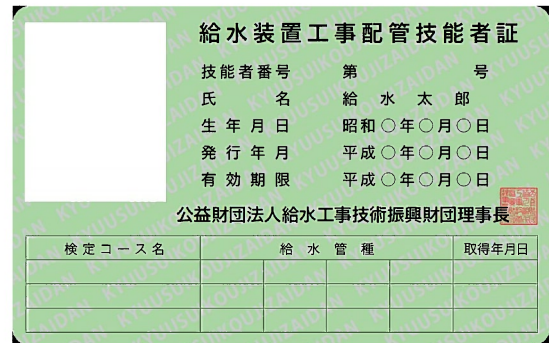 給水装置工事配管技能者証
技能者番号 第 号
氏名 給水太郎
生年月日 昭和○年○月○日
発行年月 平成○年○月○日
有効期限 平成○年○月○日
公益財団法人給水工事技術振興財団理事長
検定コース名 給水管種 取得年月日